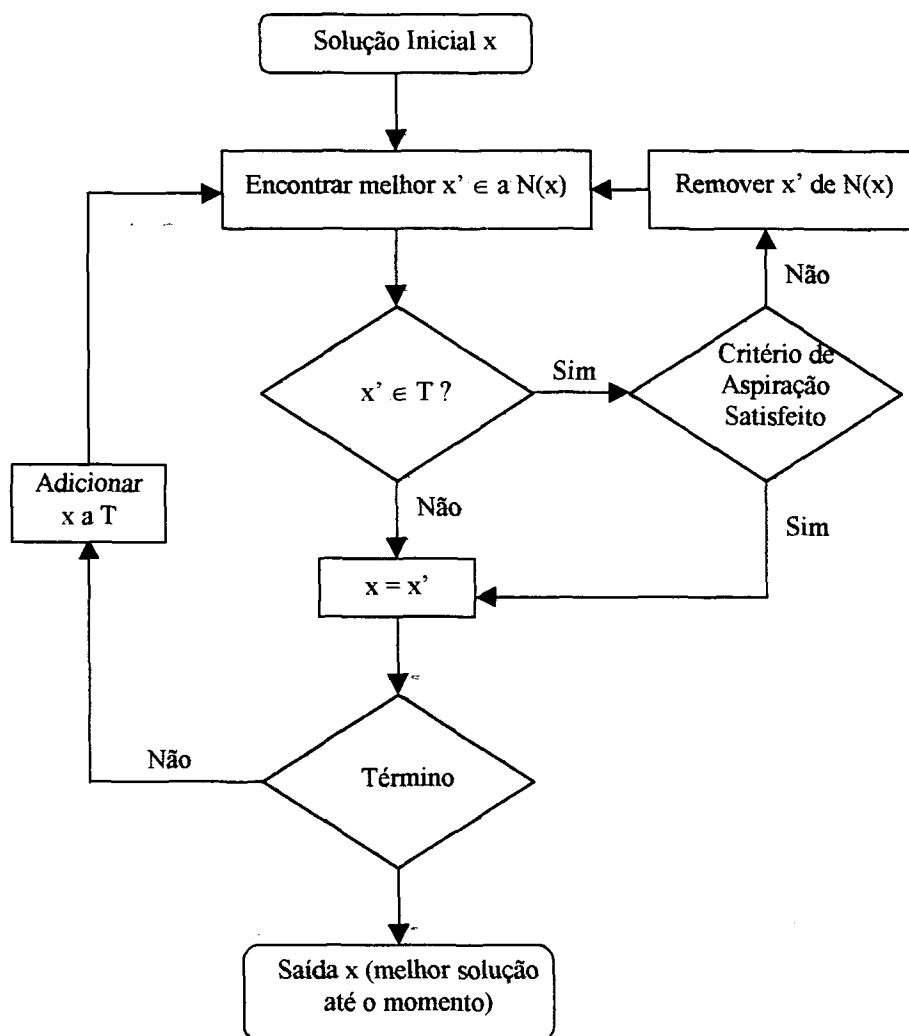 Solução Inicial x
Encontrar melhor x' ∈ a N(x)
Remover x' de N(x)
Não
x' ∈ T ?
Sim
Critério de
Aspiração
Satisfeito
Adicionar
x a T
Não
Sim
x = x'
Não
Término
Saída x (melhor solução
até o momento)